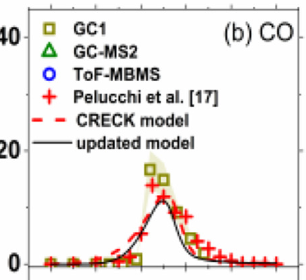 40
(b) CO
GC1
GC-MS2
ToF-MBMS
Pelucchi et al. [17]
CRECK model
updated model
20
0